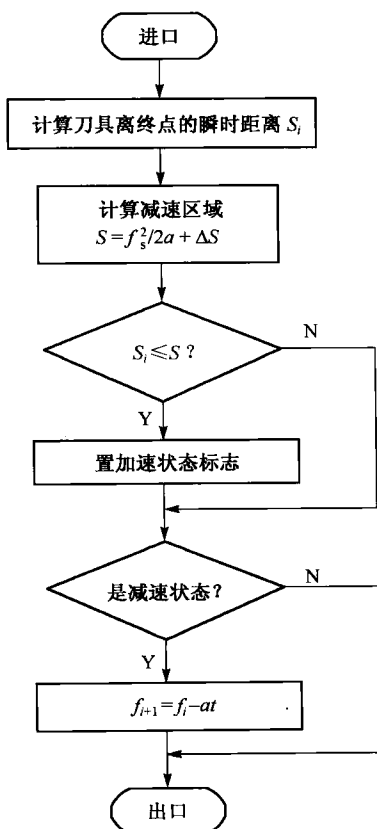 进口
计算刀具离终点的瞬时距离 Sᵢ
计算减速区域
S = fₛ²/2a + ΔS
Sᵢ ≤ S ?
N
Y
置加速状态标志
是减速状态?
N
Y
fᵢ₊₁ = fᵢ–at
出口